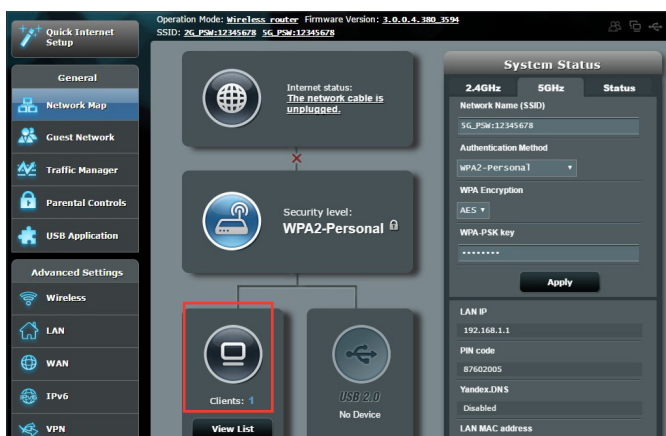 Operation Mode: Wireless router Firmware Version: 3.0.0.4.380_3594
SSID: 2G_PSW:12345678 5G_PSW:12345678
Quick Internet
Setup
General
Network Map
Guest Network
Traffic Manager
Parental Controls
USB Application
Advanced Settings
Wireless
LAN
WAN
IPv6
VPN
Internet status:
The network cable is
unplugged.
Security level:
WPA2-Personal
Clients: 1
View List
USB 2.0
No Device
System Status
2.4GHz 5GHz Status
Network Name (SSID)
5G_PSW:12345678
Authentication Method
WPA2-Personal
WPA Encryption
AES
WPA-PSK key
••••••••
Apply
LAN IP
192.168.1.1
PIN code
87602005
Yandex.DNS
Disabled
LAN MAC address